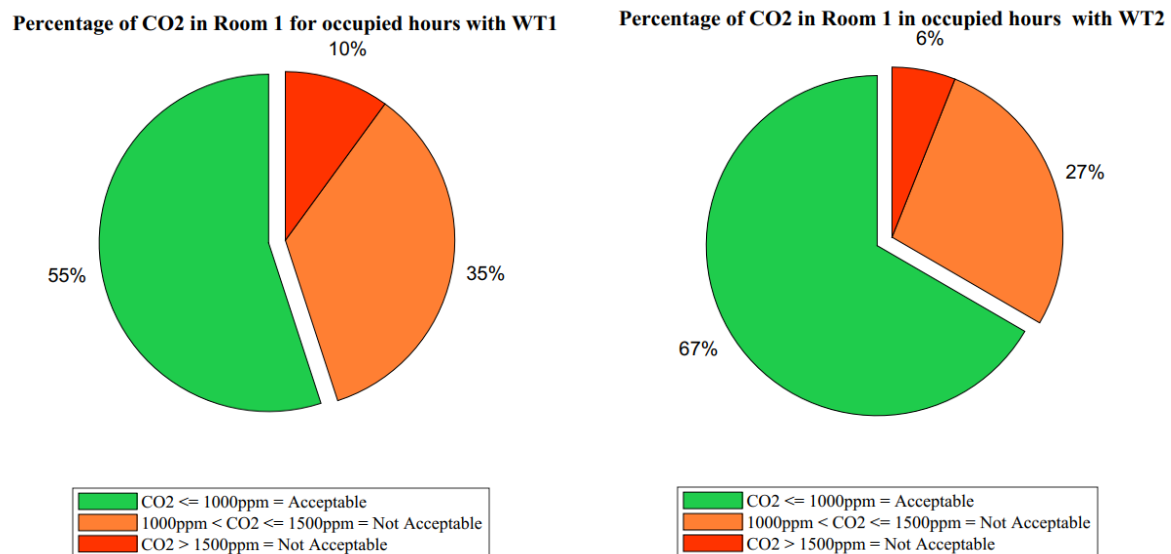 Percentage of CO2 in Room 1 for occupied hours with WT1
10%
35%
55%
CO2 <= 1000ppm = Acceptable
1000ppm < CO2 <= 1500ppm = Not Acceptable
CO2 > 1500ppm = Not Acceptable
Percentage of CO2 in Room 1 in occupied hours with WT2
6%
27%
67%
CO2 <= 1000ppm = Acceptable
1000ppm < CO2 <= 1500ppm = Not Acceptable
CO2 > 1500ppm = Not Acceptable